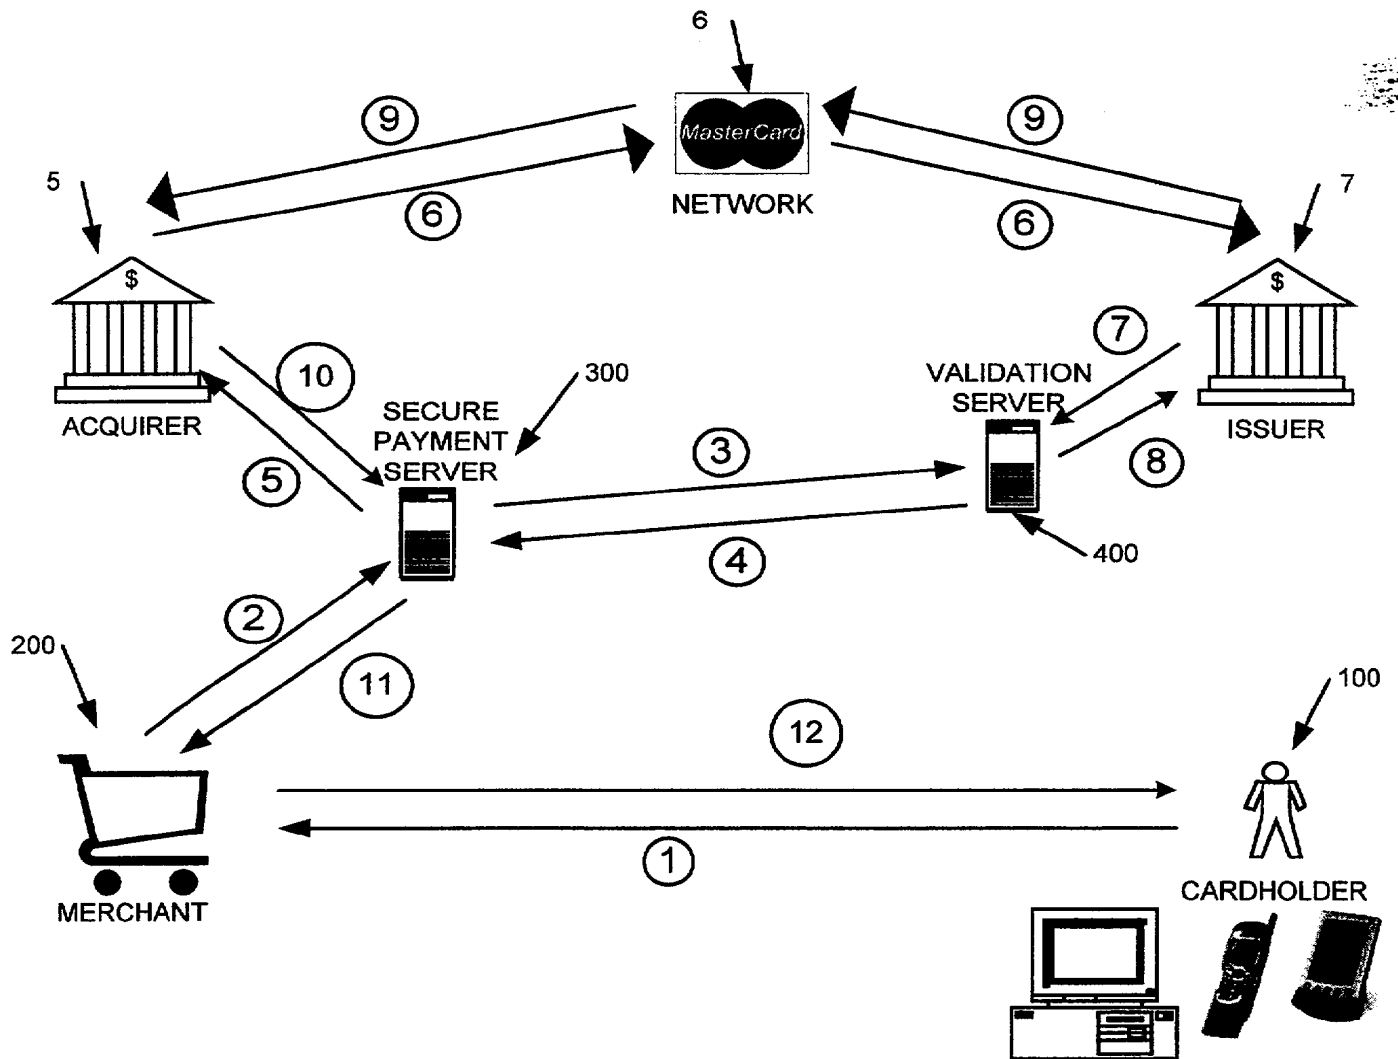 6
MasterCard
NETWORK
9
6
9
6
5
$
ACQUIRER
7
$
ISSUER
10
5
300
SECURE
PAYMENT
SERVER
3
4
VALIDATION
SERVER
7
8
400
2
11
200
MERCHANT
12
1
100
CARDHOLDER